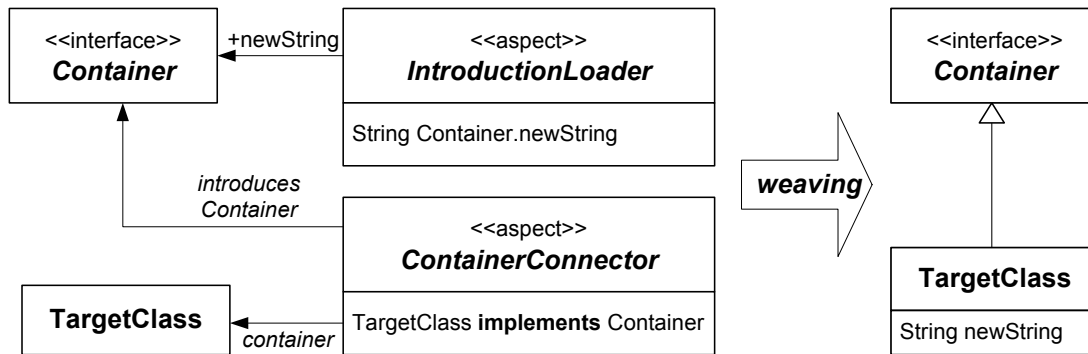 <<interface>>
Container
+newString
<<aspect>>
IntroductionLoader
String Container.newString
introduces
Container
<<aspect>>
ContainerConnector
TargetClass implements Container
TargetClass
container
weaving
<<interface>>
Container
TargetClass
String newString